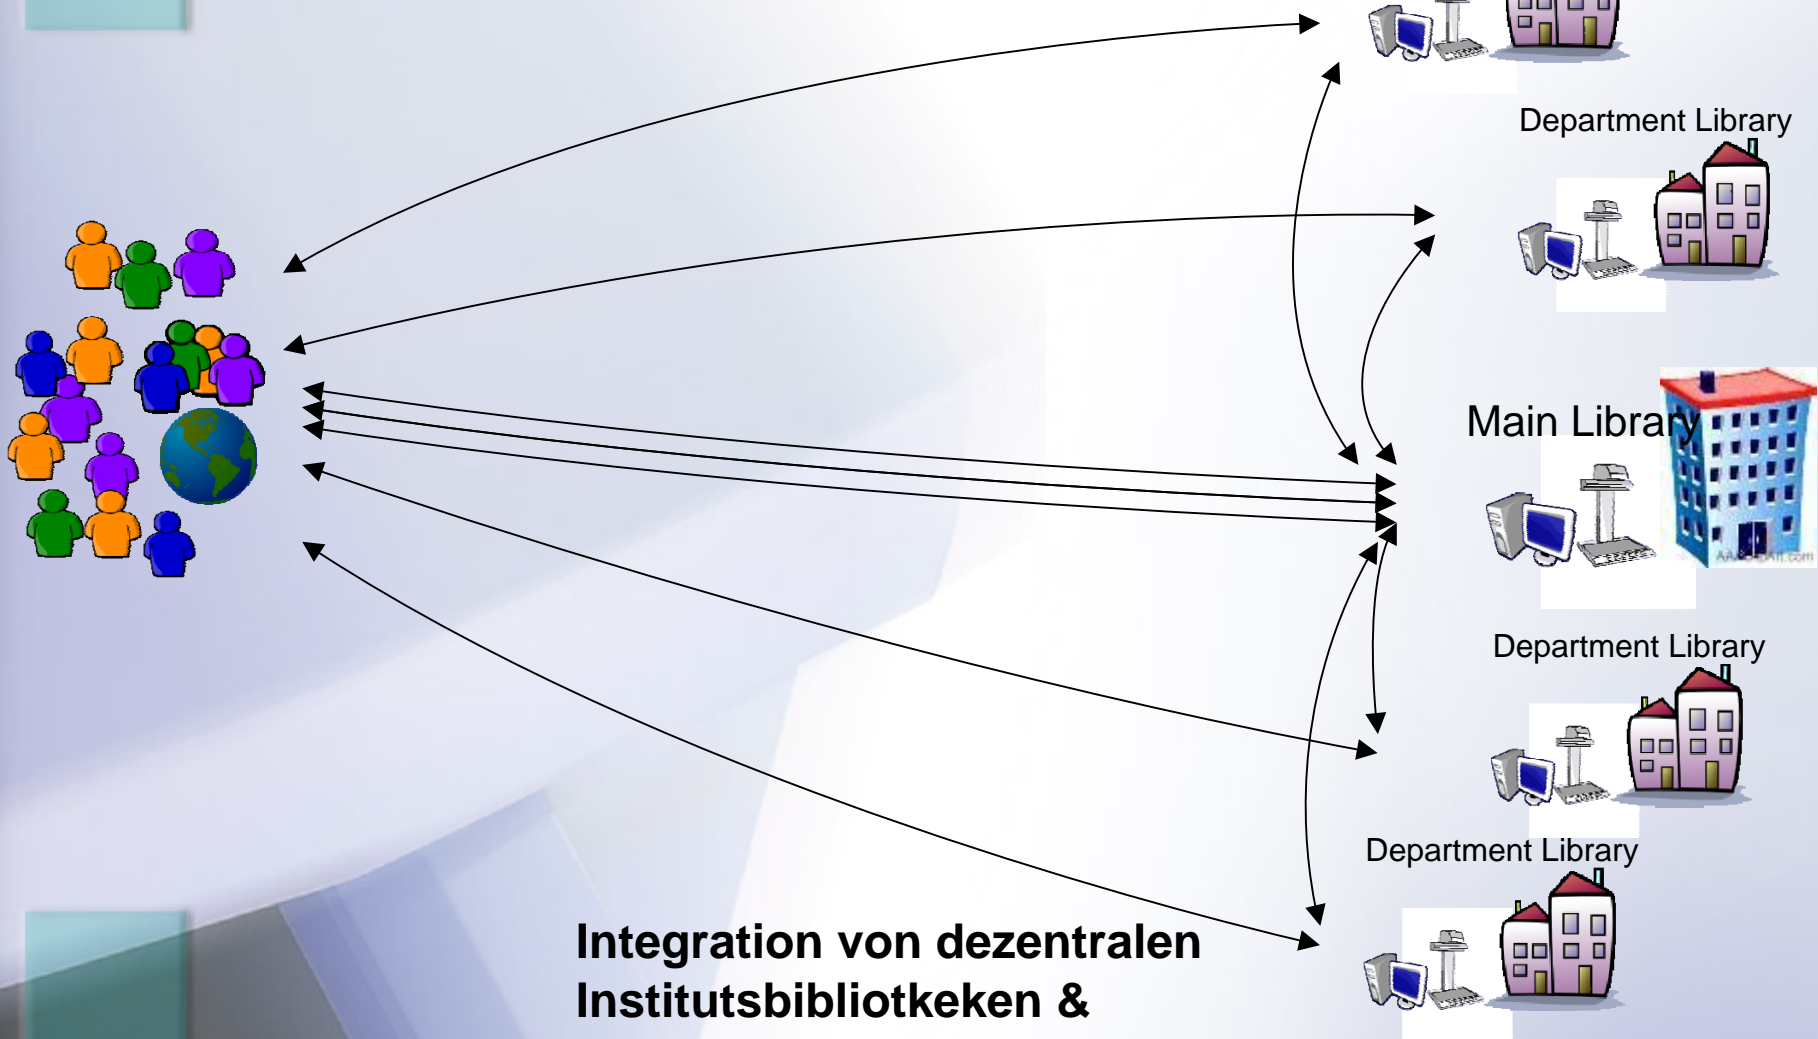 Department Library
Main Library
Department Library
Department Library
Integration von dezentralen
Institutsbibliotkeken &